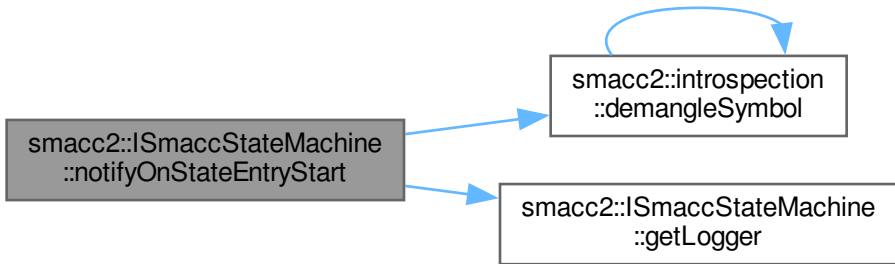 smacc2::introspection
::demangleSymbol
smacc2::ISmaccStateMachine
::notifyOnStateEntryStart
smacc2::ISmaccStateMachine
::getLogger